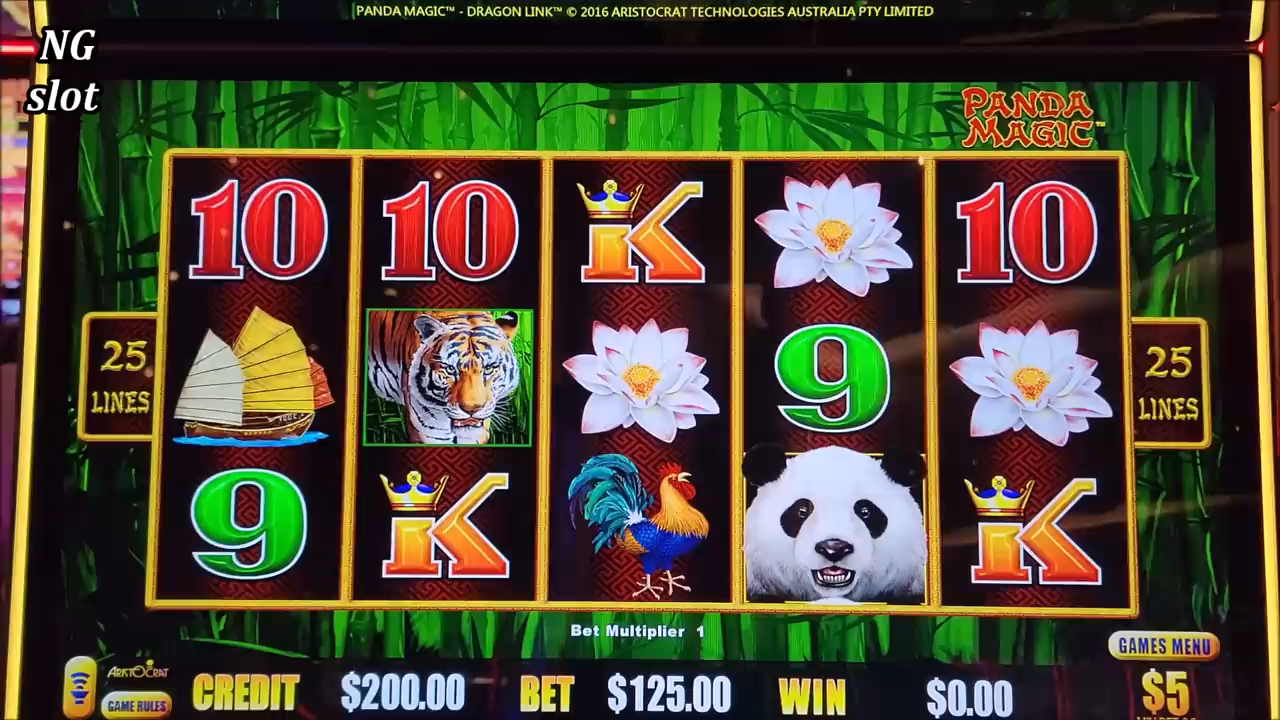 PANDA MAGIC™ - DRAGON LINK™ © 2016 ARISTOCRAT TECHNOLOGIES AUSTRALIA PTY LIMITED
NG
slot
PANDA
MAGIC™
10 10 K 10
25
LINES
9
25
LINES
9 K K
Bet Multiplier 1
GAMES MENU
ARISTOCRAT
GAME RULES
CREDIT $200.00 BET $125.00 WIN $0.00 $5